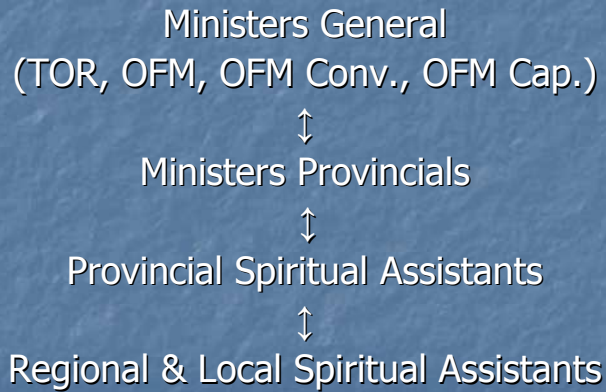 Ministers General
(TOR, OFM, OFM Conv., OFM Cap.)
↕
Ministers Provincials
↕
Provincial Spiritual Assistants
↕
Regional & Local Spiritual Assistants